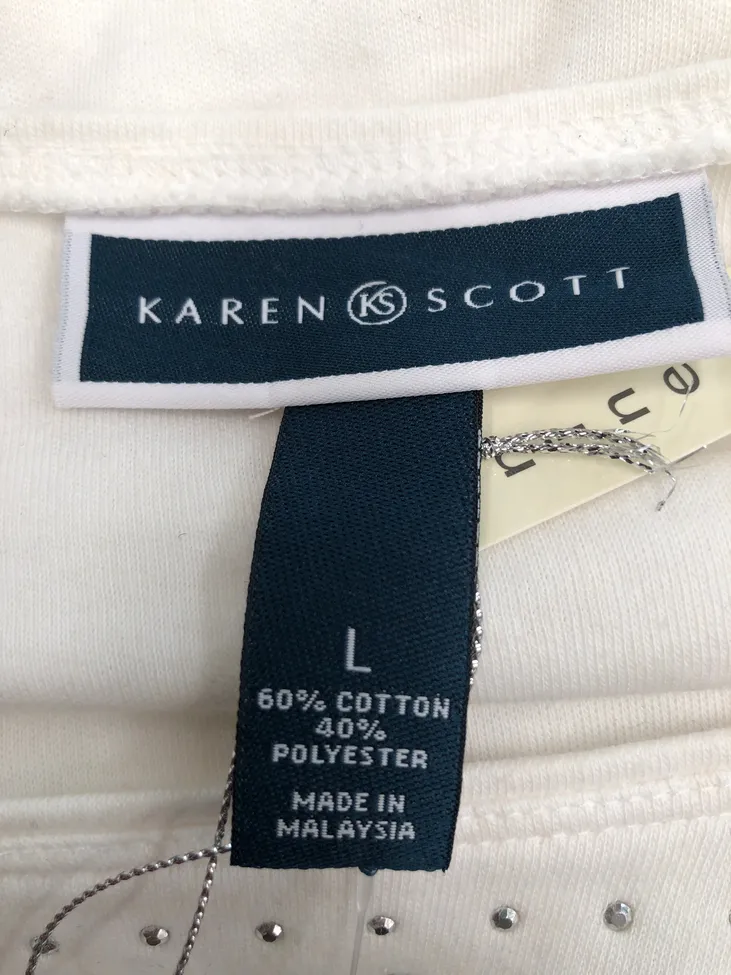 KAREN KS SCOTT
L
60% COTTON
40%
POLYESTER
MADE IN
MALAYSIA